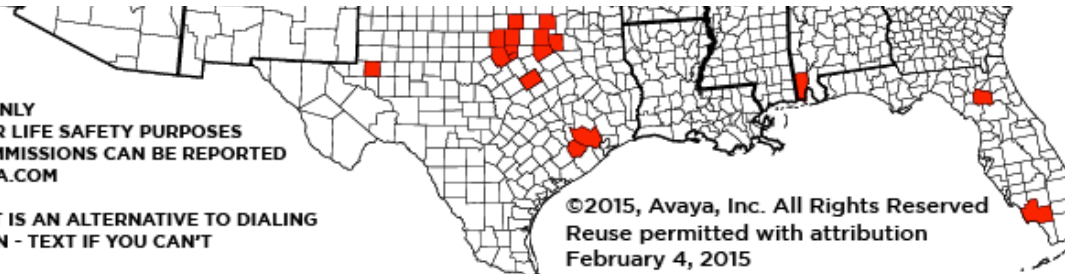 NLY
R LIFE SAFETY PURPOSES
MMISSIONS CAN BE REPORTED
A.COM
T IS AN ALTERNATIVE TO DIALING
N - TEXT IF YOU CAN'T
©2015, Avaya, Inc. All Rights Reserved
Reuse permitted with attribution
February 4, 2015